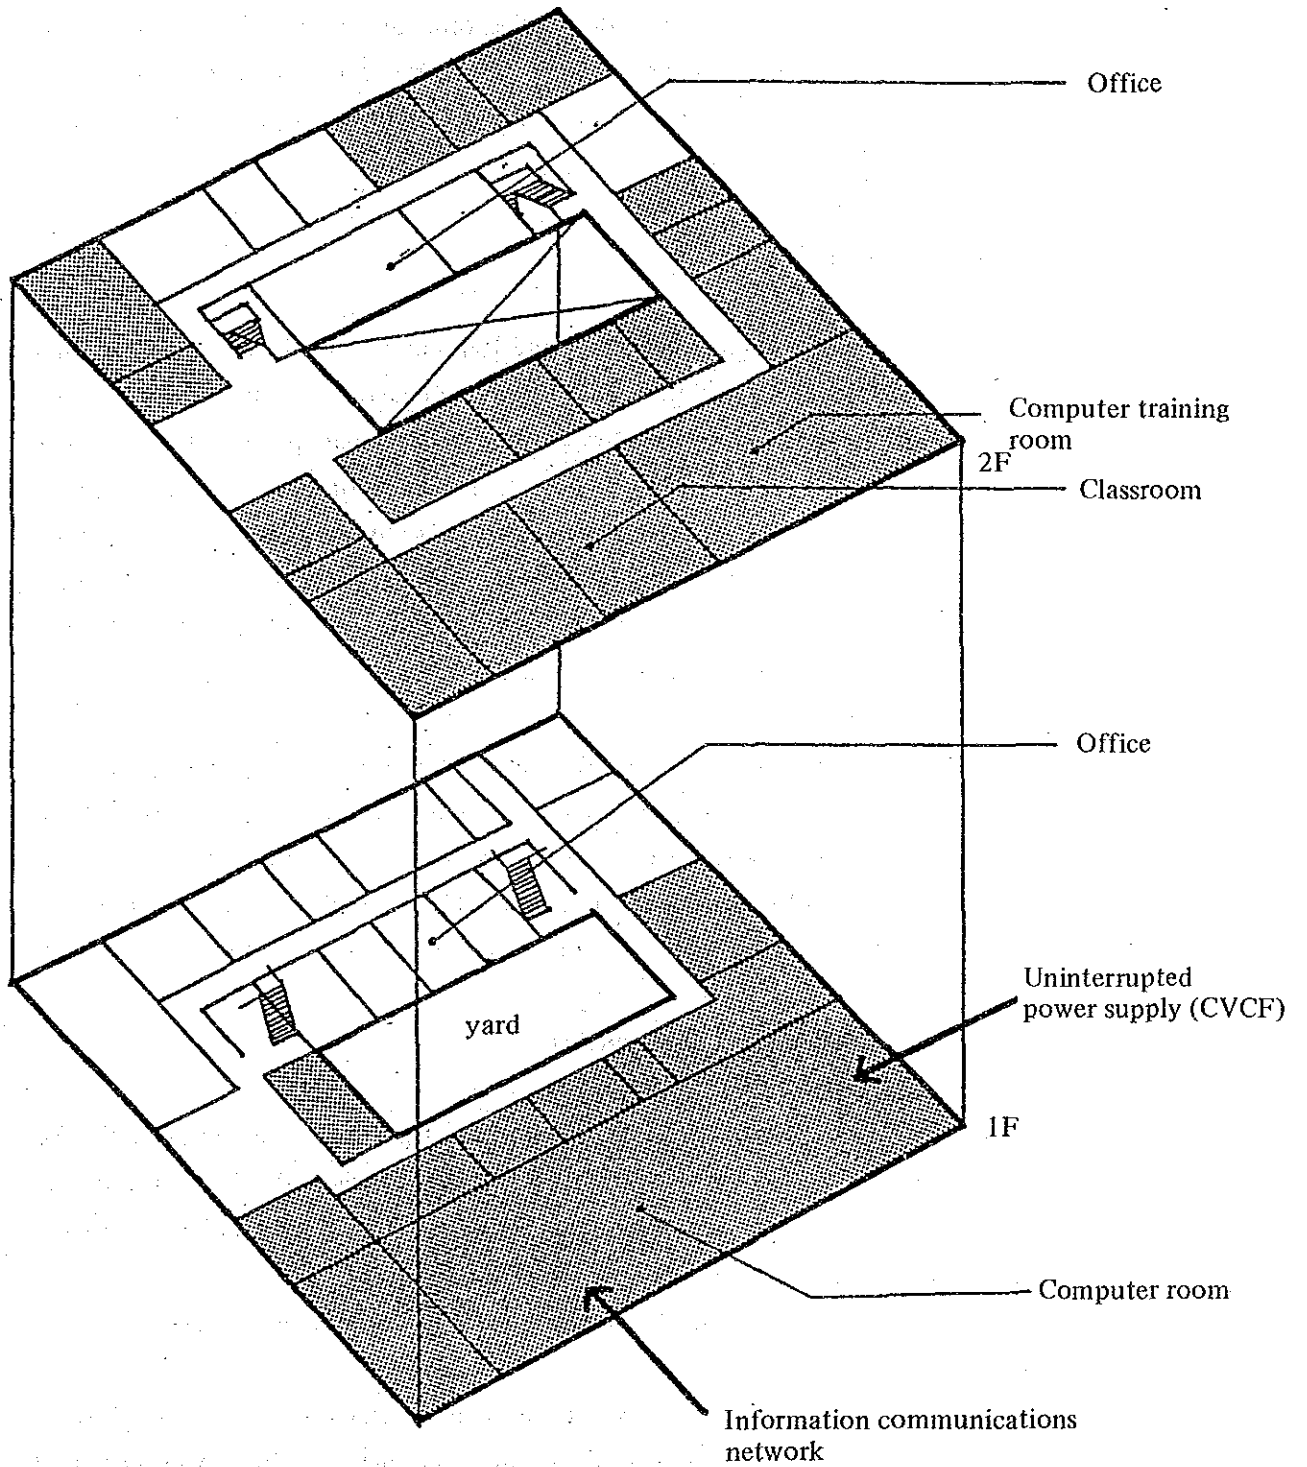 Office
Computer training
room
2F
Classroom
Office
Uninterrupted
power supply (CVCF)
yard
1F
Computer room
Information communications
network